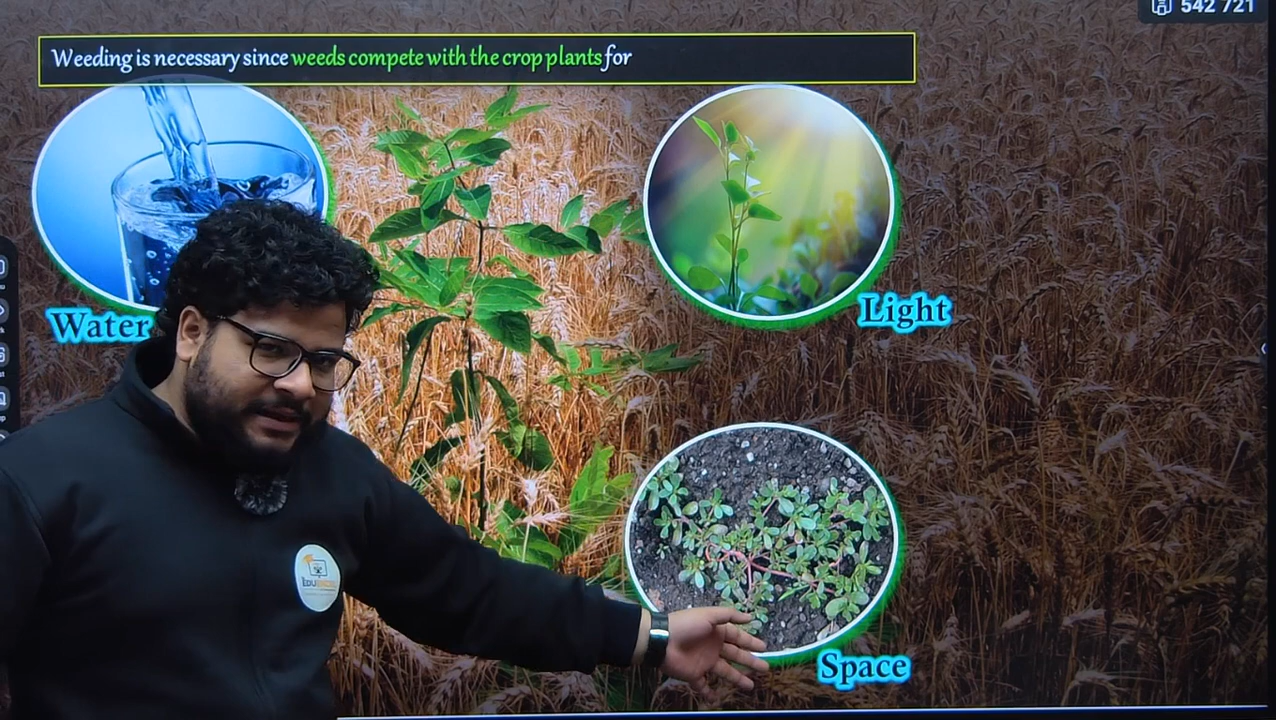 542 721
Weeding is necessary since weeds compete with the crop plants for
Water
Light
Space